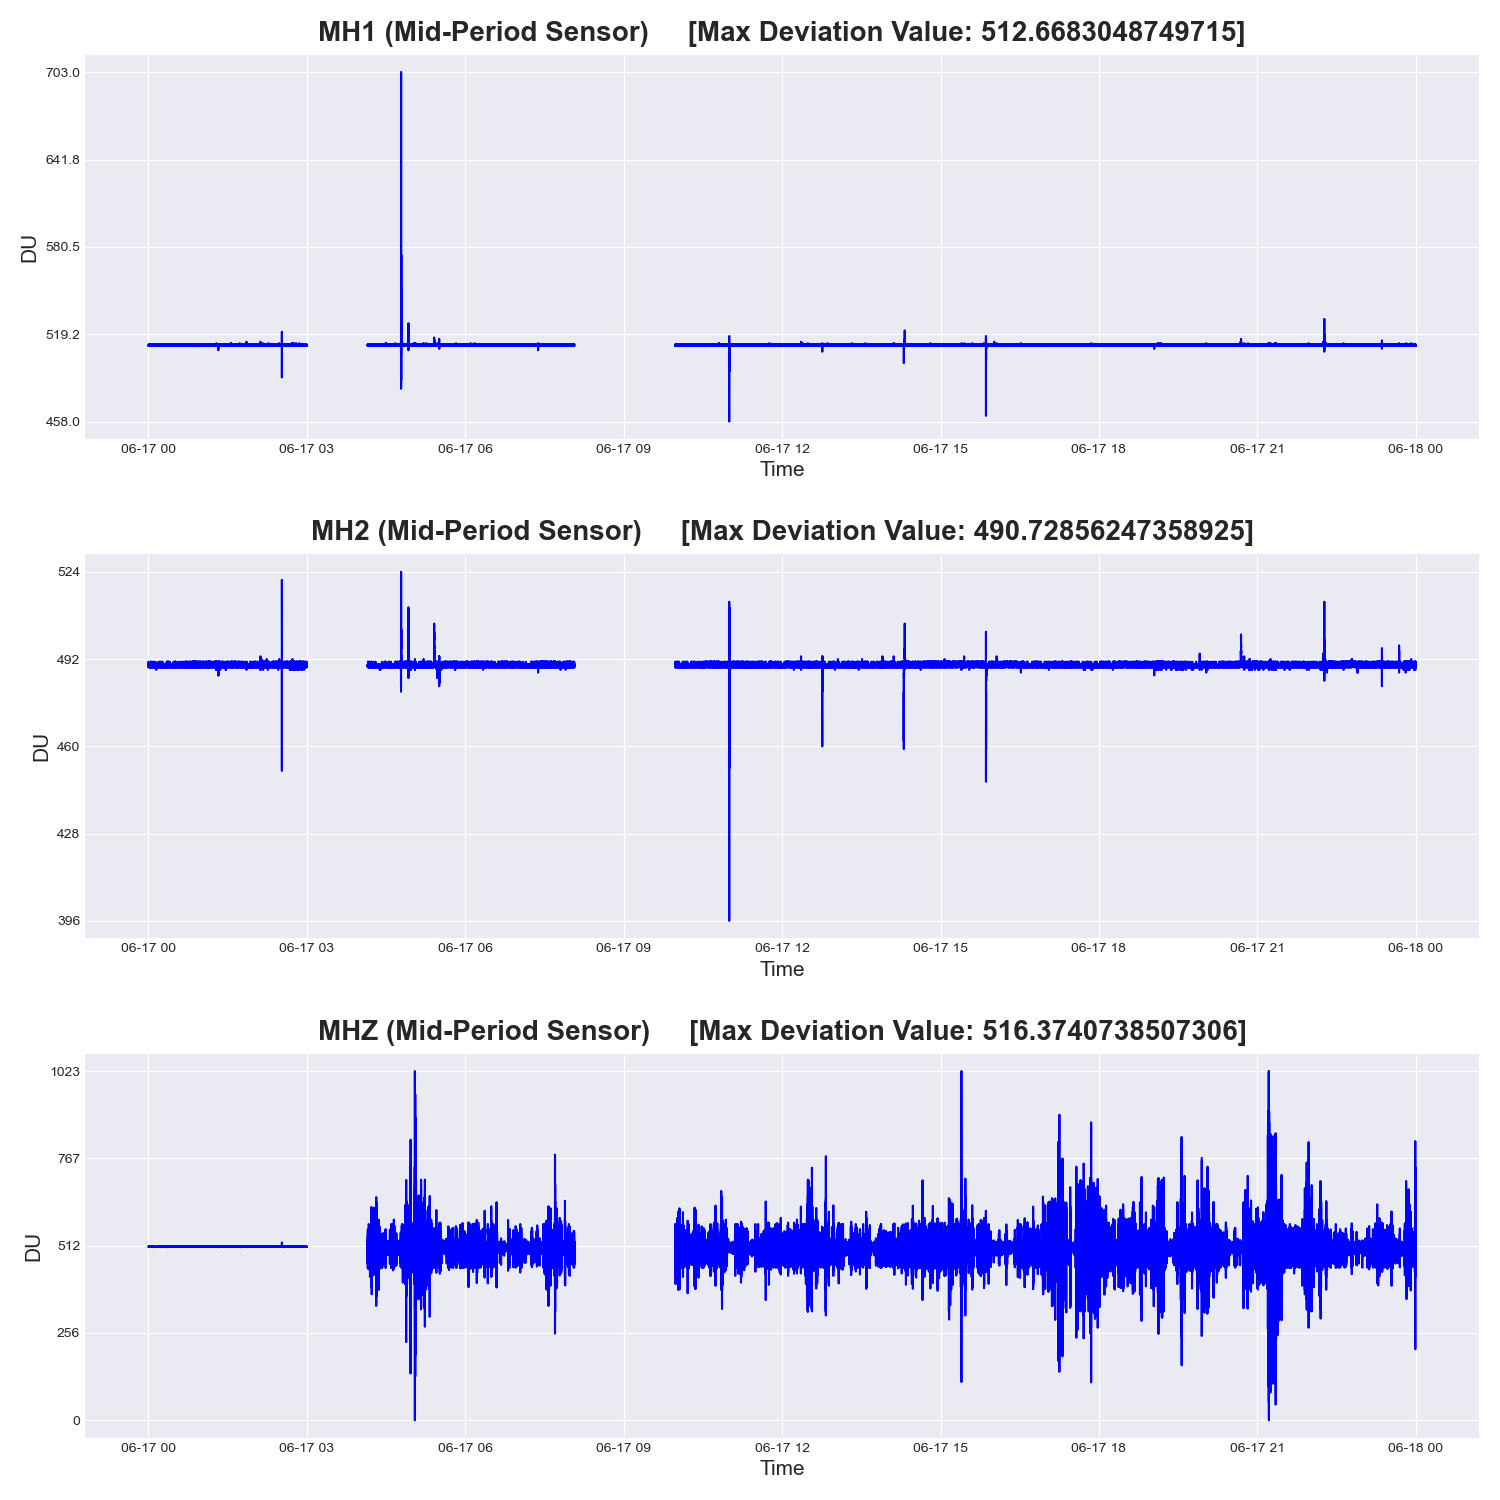 MH1 (Mid-Period Sensor) [Max Deviation Value: 512.6683048749715]
703.0
641.8
580.5
519.2
458.0
DU
06-17 00 06-17 03 06-17 06 06-17 09 06-17 12 06-17 15 06-17 18 06-17 21 06-18 00
Time
MH2 (Mid-Period Sensor) [Max Deviation Value: 490.72856247358925]
524
492
460
428
396
DU
06-17 00 06-17 03 06-17 06 06-17 09 06-17 12 06-17 15 06-17 18 06-17 21 06-18 00
Time
MHZ (Mid-Period Sensor) [Max Deviation Value: 516.3740738507306]
1023
767
512
256
0
DU
06-17 00 06-17 03 06-17 06 06-17 09 06-17 12 06-17 15 06-17 18 06-17 21 06-18 00
Time